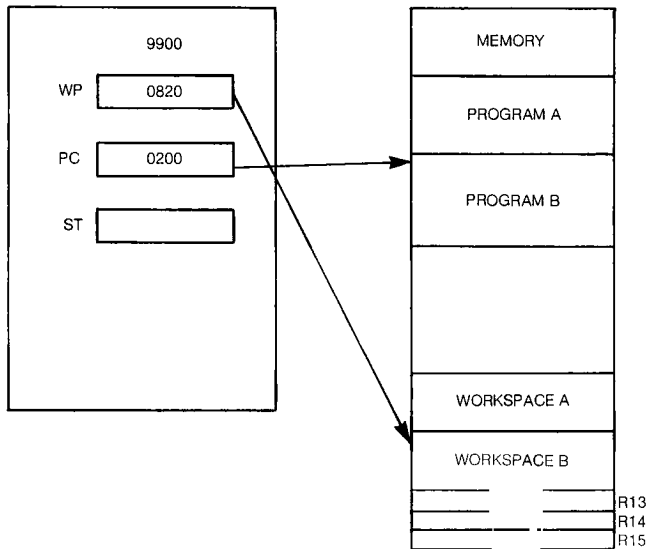 9900
WP 0820
PC 0200
ST
MEMORY
PROGRAM A
PROGRAM B
WORKSPACE A
WORKSPACE B
R13
R14
R15